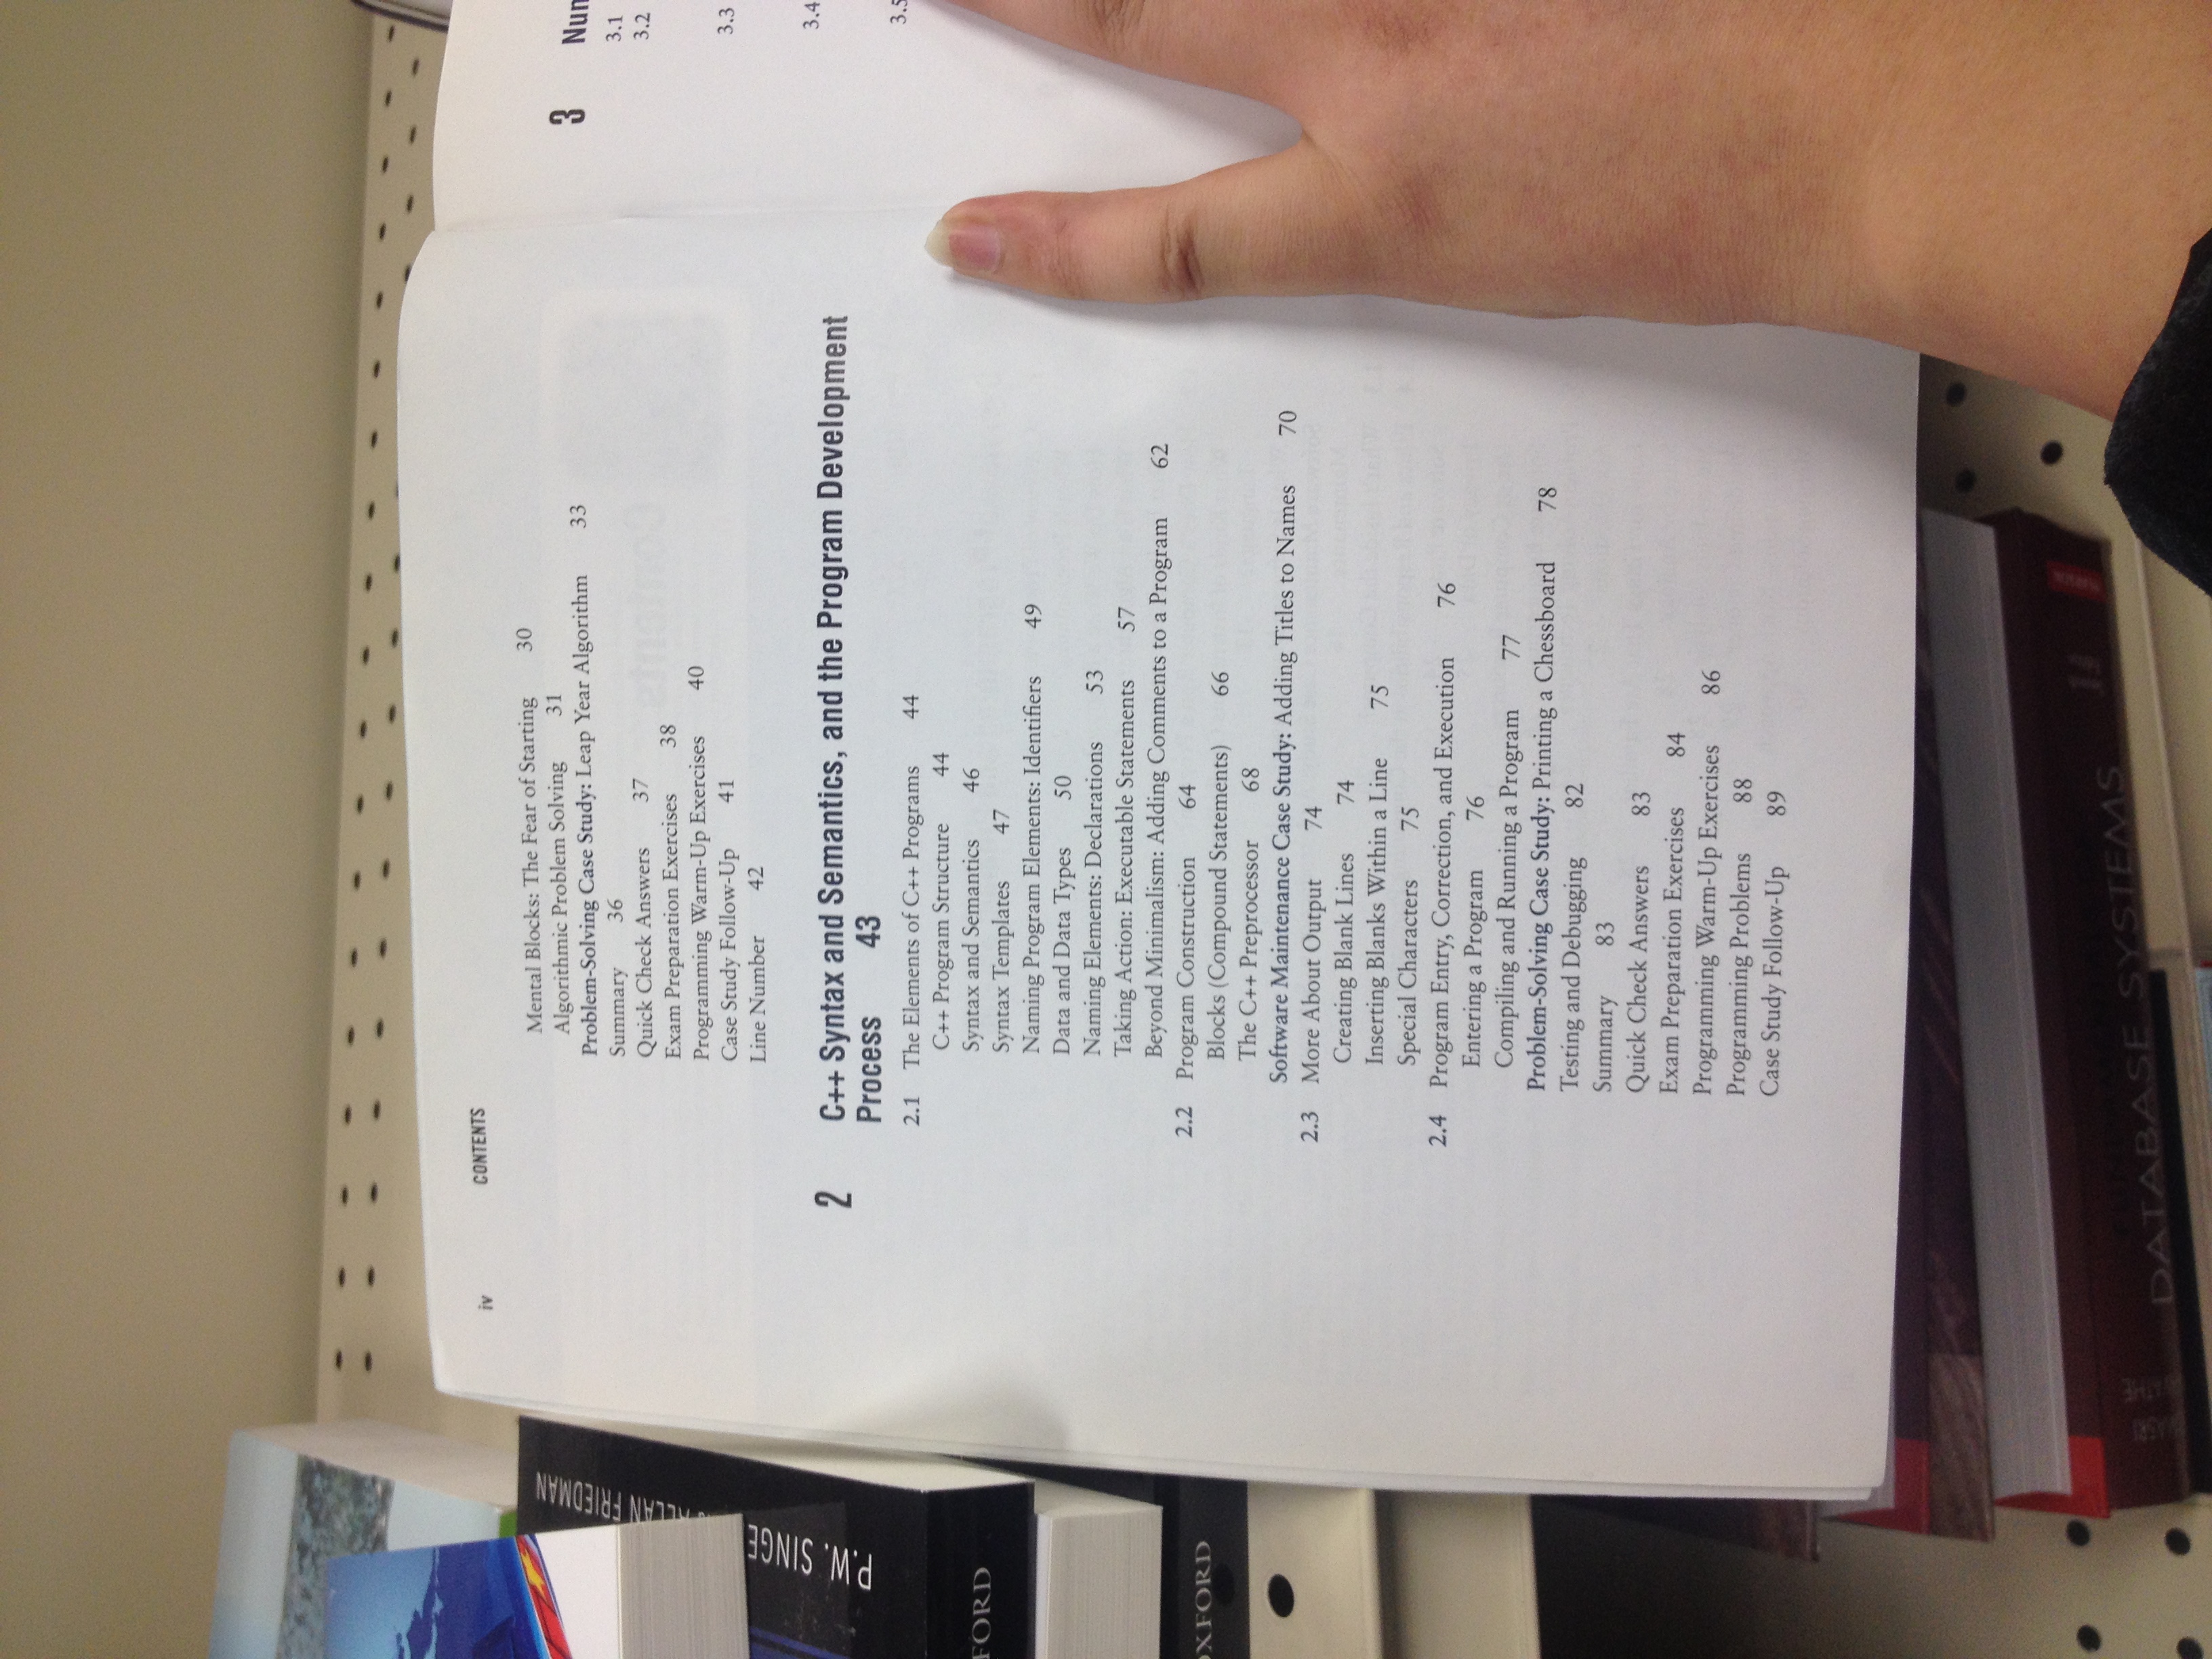 iv CONTENTS
Mental Blocks: The Fear of Starting 30
Algorithmic Problem Solving 31
Problem-Solving Case Study: Leap Year Algorithm 33
Summary 36
Quick Check Answers 37
Exam Preparation Exercises 38
Programming Warm-Up Exercises 40
Case Study Follow-Up 41
Line Number 42
2 C++ Syntax and Semantics, and the Program Development
Process 43
2.1 The Elements of C++ Programs 44
C++ Program Structure 44
Syntax and Semantics 46
Syntax Templates 47
Naming Program Elements: Identifiers 49
Data and Data Types 50
Naming Elements: Declarations 53
Taking Action: Executable Statements 57
Beyond Minimalism: Adding Comments to a Program 62
2.2 Program Construction 64
Blocks (Compound Statements) 66
The C++ Preprocessor 68
Software Maintenance Case Study: Adding Titles to Names 70
2.3 More About Output 74
Creating Blank Lines 74
Inserting Blanks Within a Line 75
Special Characters 75
2.4 Program Entry, Correction, and Execution 76
Entering a Program 76
Compiling and Running a Program 77
Problem-Solving Case Study: Printing a Chessboard 78
Testing and Debugging 82
Summary 83
Quick Check Answers 83
Exam Preparation Exercises 84
Programming Warm-Up Exercises 86
Programming Problems 88
Case Study Follow-Up 89
3 Num
3.1
3.2
3.3
3.4
3.5
ALLAN FRIEDMAN
P.W. SINGE
FORD
OXFORD
DATABASE SYSTEMS